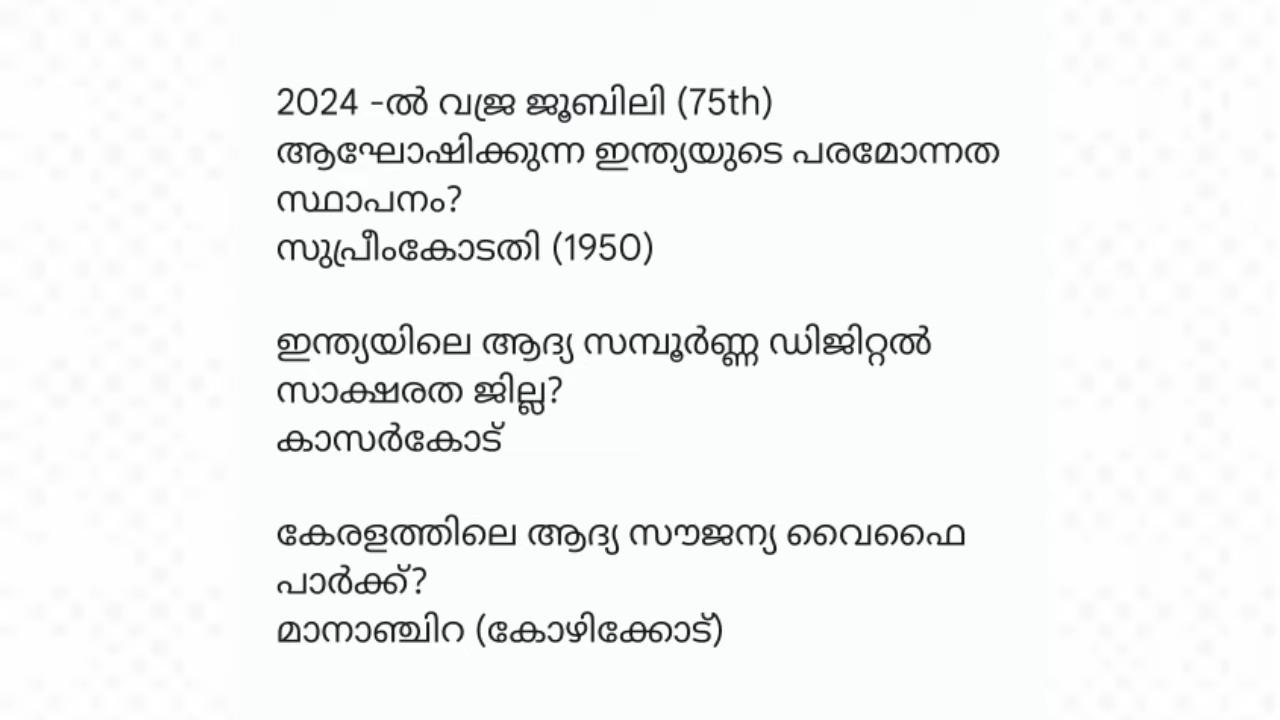 2024 -ൽ വജ്ര ജൂബിലി (75th)
ആഘോഷിക്കുന്ന ഇന്ത്യയുടെ പരമോന്നത
സ്ഥാപനം?
സുപ്രീംകോടതി (1950)
ഇന്ത്യയിലെ ആദ്യ സമ്പൂർണ്ണ ഡിജിറ്റൽ
സാക്ഷരത ജില്ല?
കാസർകോട്
കേരളത്തിലെ ആദ്യ സൗജന്യ വൈഫൈ
പാർക്ക്?
മാനാഞ്ചിറ (കോഴിക്കോട്)